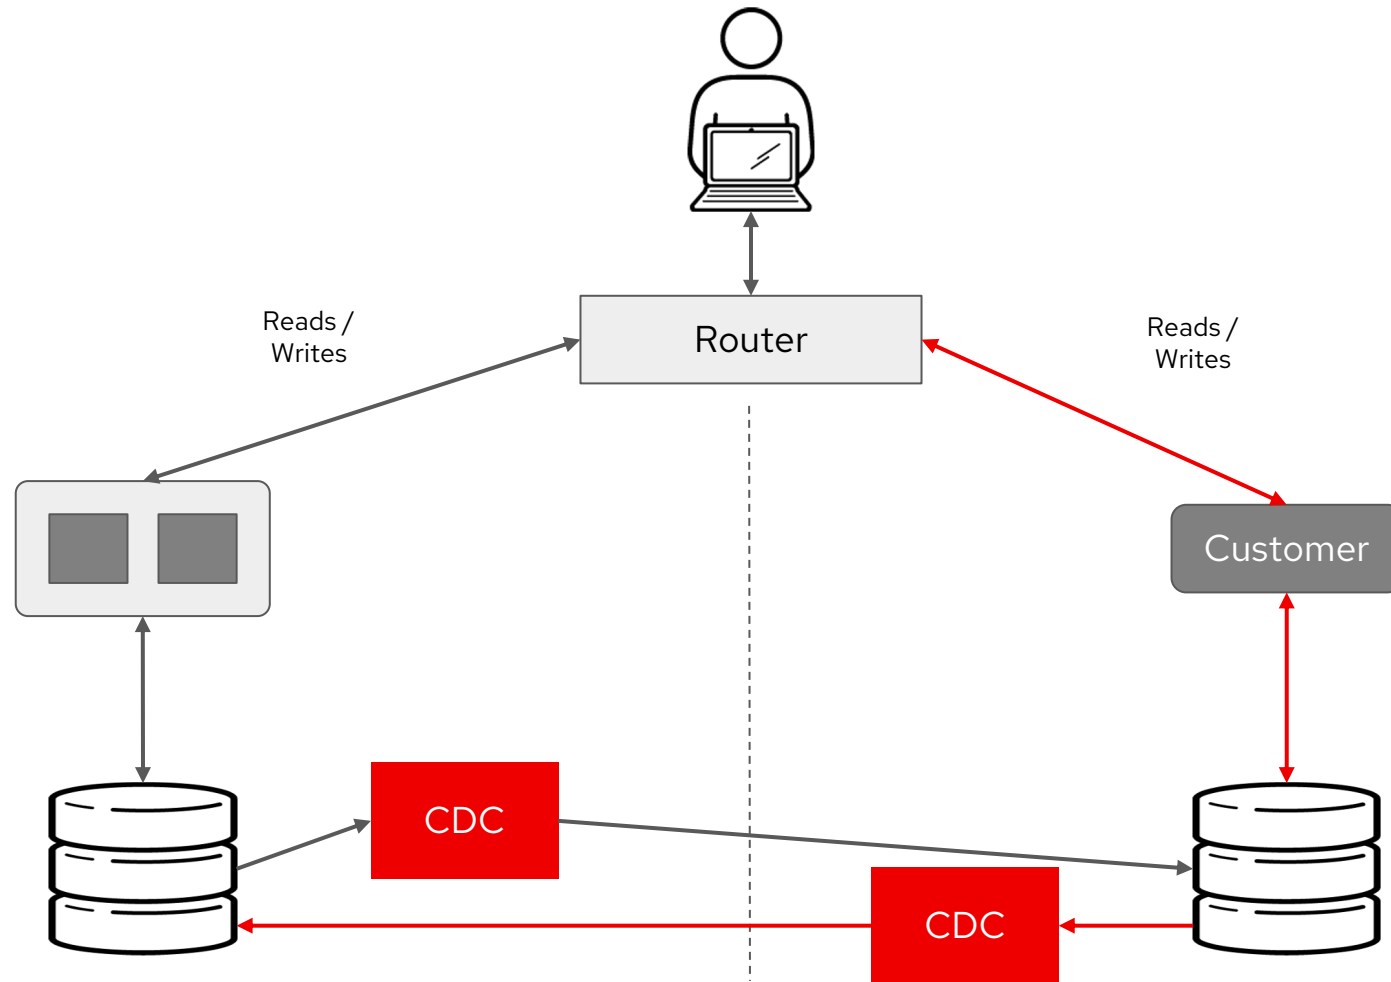 Router
Reads /
Writes
Reads /
Writes
Customer
CDC
CDC